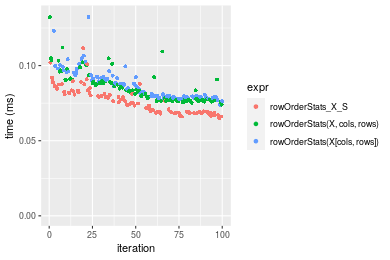 0.10
0.05
0.00
time (ms)
0
25
50
75
100
iteration
expr
rowOrderStats_X_S
rowOrderStats(X, cols, rows)
rowOrderStats(X[cols, rows])